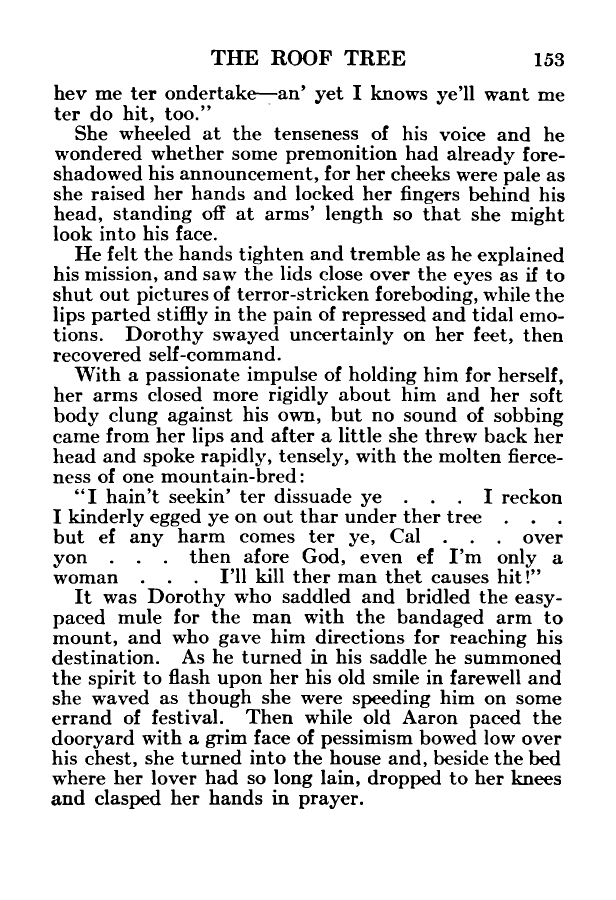 THE ROOF TREE 153
hev me ter ondertake—an' yet I knows ye'll want me
ter do hit, too."
She wheeled at the tenseness of his voice and he
wondered whether some premonition had already fore-
shadowed his announcement, for her cheeks were pale as
she raised her hands and locked her fingers behind his
head, standing off at arms' length so that she might
look into his face.
He felt the hands tighten and tremble as he explained
his mission, and saw the lids close over the eyes as if to
shut out pictures of terror-stricken foreboding, while the
lips parted stiffly in the pain of repressed and tidal emo-
tions. Dorothy swayed uncertainly on her feet, then
recovered self-command.
With a passionate impulse of holding him for herself,
her arms closed more rigidly about him and her soft
body clung against his own, but no sound of sobbing
came from her lips and after a little she threw back her
head and spoke rapidly, tensely, with the molten fierce-
ness of one mountain-bred:
"I hain't seekin' ter dissuade ye . . . I reckon
I kinderly egged ye on out thar under ther tree . . .
but ef any harm comes ter ye, Cal . . . over
yon . . . then afore God, even ef I'm only a
woman . . . I'll kill ther man thet causes hit!"
It was Dorothy who saddled and bridled the easy-
paced mule for the man with the bandaged arm to
mount, and who gave him directions for reaching his
destination. As he turned in his saddle he summoned
the spirit to flash upon her his old smile in farewell and
she waved as though she were speeding him on some
errand of festival. Then while old Aaron paced the
dooryard with a grim face of pessimism bowed low over
his chest, she turned into the house and, beside the bed
where her lover had so long lain, dropped to her knees
and clasped her hands in prayer.